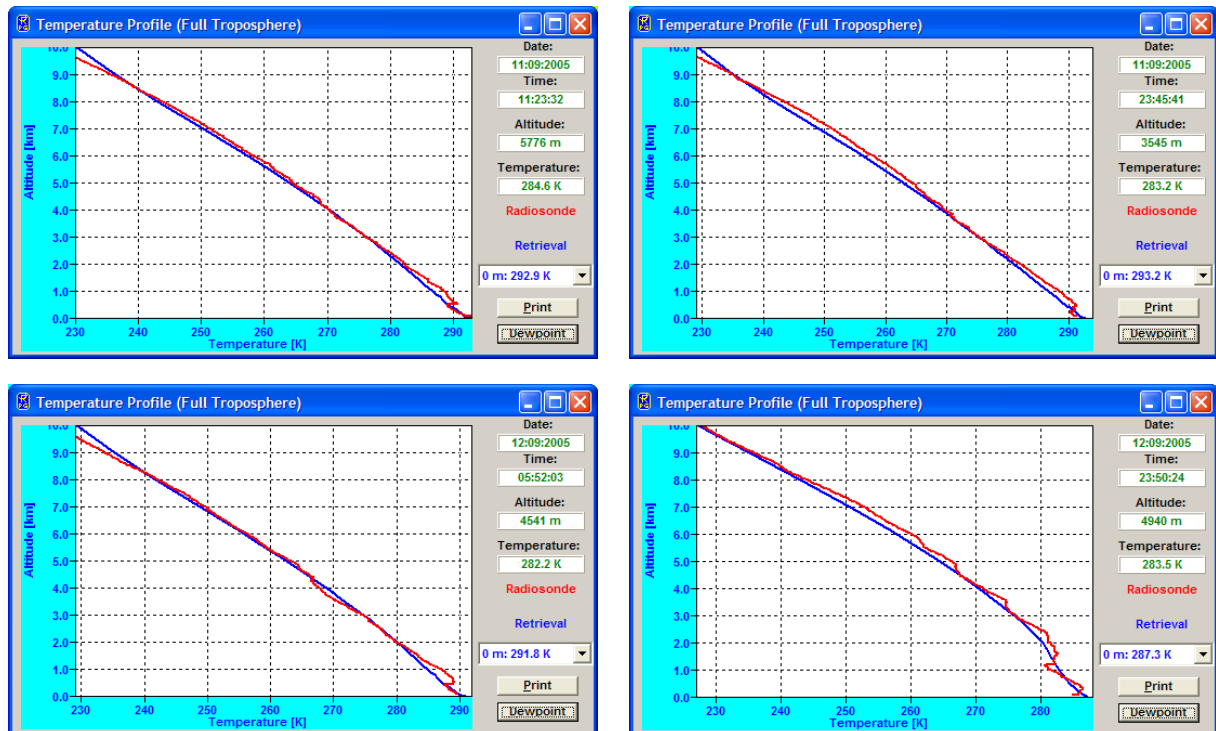 Temperature Profile (Full Troposphere)
Date:
11:09:2005
Time:
11:23:32
Altitude:
5776 m
Temperature:
284.6 K
Radiosonde
Retrieval
0 m: 292.9 K
Print
Dewpoint
Altitude [km]
10.0
9.0
8.0
7.0
6.0
5.0
4.0
3.0
2.0
1.0
0.0
230 240 250 260 270 280 290
Temperature [K]
Temperature Profile (Full Troposphere)
Date:
11:09:2005
Time:
23:45:41
Altitude:
3545 m
Temperature:
283.2 K
Radiosonde
Retrieval
0 m: 293.2 K
Print
Dewpoint
Altitude [km]
10.0
9.0
8.0
7.0
6.0
5.0
4.0
3.0
2.0
1.0
0.0
230 240 250 260 270 280 290
Temperature [K]
Temperature Profile (Full Troposphere)
Date:
12:09:2005
Time:
05:52:03
Altitude:
4541 m
Temperature:
282.2 K
Radiosonde
Retrieval
0 m: 291.8 K
Print
Dewpoint
Altitude [km]
10.0
9.0
8.0
7.0
6.0
5.0
4.0
3.0
2.0
1.0
0.0
230 240 250 260 270 280 290
Temperature [K]
Temperature Profile (Full Troposphere)
Date:
12:09:2005
Time:
23:50:24
Altitude:
4940 m
Temperature:
283.5 K
Radiosonde
Retrieval
0 m: 287.3 K
Print
Dewpoint
Altitude [km]
10.0
9.0
8.0
7.0
6.0
5.0
4.0
3.0
2.0
1.0
0.0
230 240 250 260 270 280
Temperature [K]